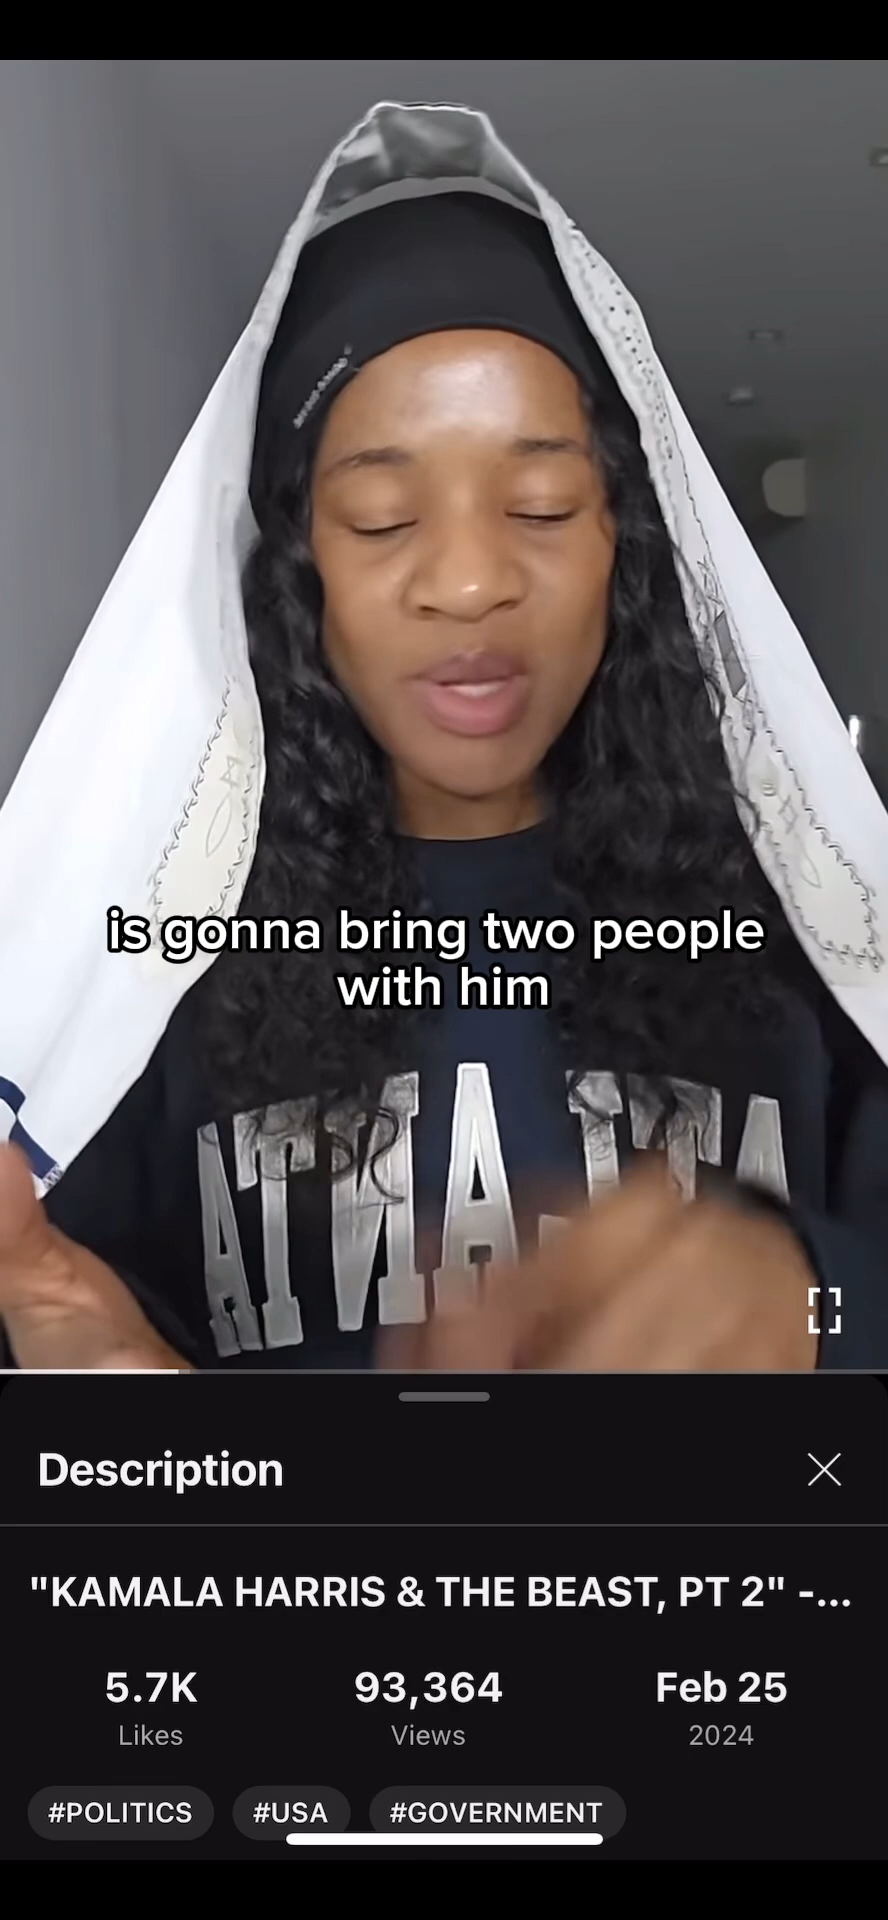 is gonna bring two people
with him
ATLANTA
Description
"KAMALA HARRIS & THE BEAST, PT 2" -...
5.7K 93,364 Feb 25
Likes Views 2024
#POLITICS #USA #GOVERNMENT